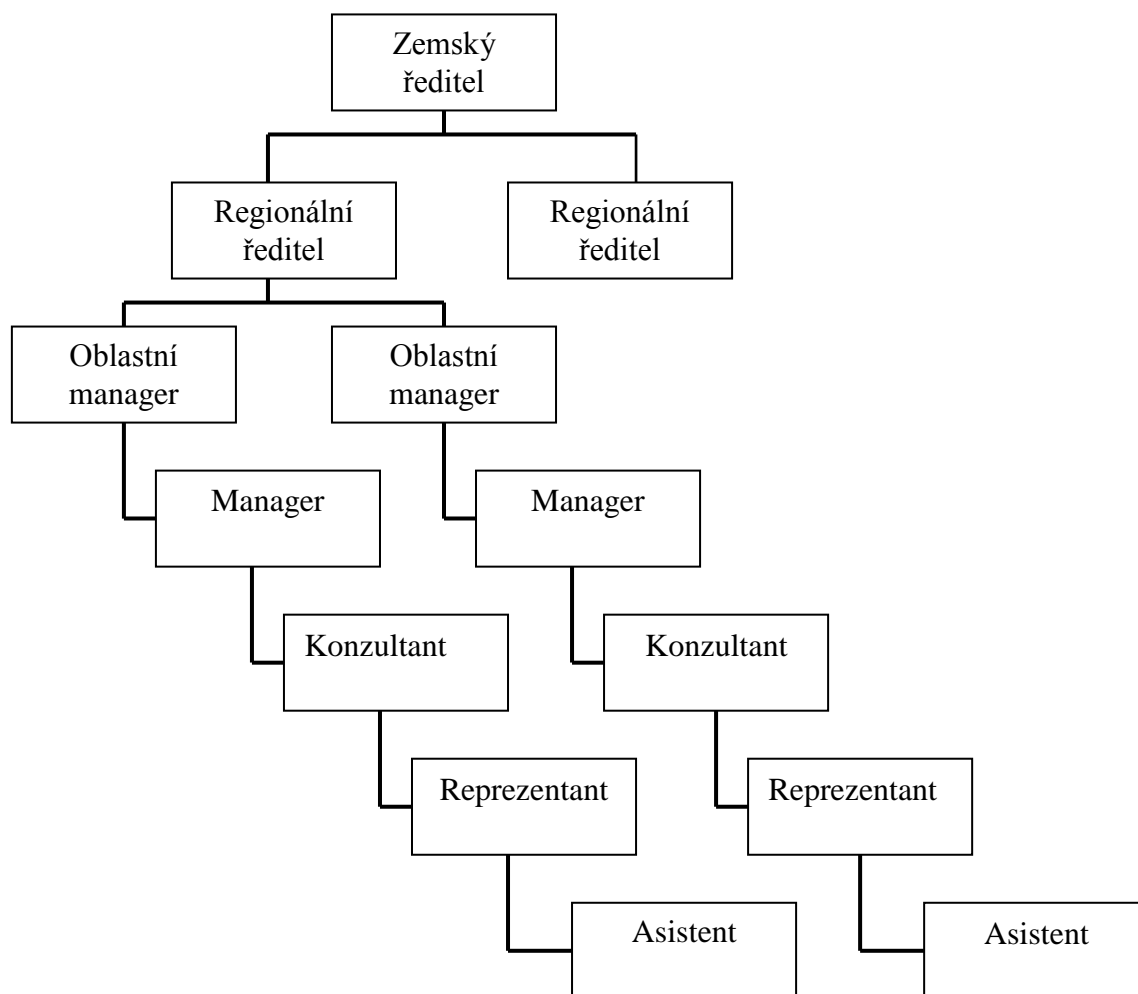 Zemský
ředitel
Regionální
ředitel
Regionální
ředitel
Oblastní
manager
Oblastní
manager
Manager
Manager
Konzultant
Konzultant
Reprezentant
Reprezentant
Asistent
Asistent